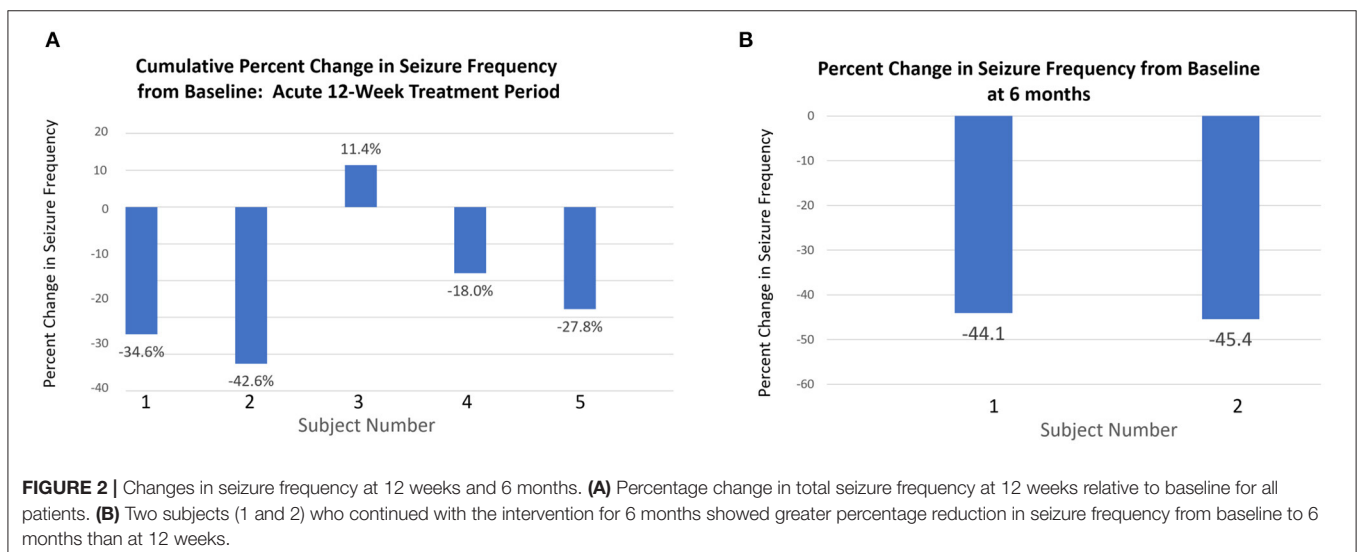 A
Cumulative Percent Change in Seizure Frequency
from Baseline: Acute 12-Week Treatment Period
Percent Change in Seizure Frequency
20
10
0
-10
-20
-30
-40
11.4%
-18.0%
-27.8%
-34.6%
-42.6%
1 2 3 4 5
Subject Number
B
Percent Change in Seizure Frequency from Baseline
at 6 months
Percent Change in Seizure Frequency
0
-10
-20
-30
-40
-50
-60
-44.1
-45.4
1 2
Subject Number
FIGURE 2 | Changes in seizure frequency at 12 weeks and 6 months. (A) Percentage change in total seizure frequency at 12 weeks relative to baseline for all
patients. (B) Two subjects (1 and 2) who continued with the intervention for 6 months showed greater percentage reduction in seizure frequency from baseline to 6
months than at 12 weeks.